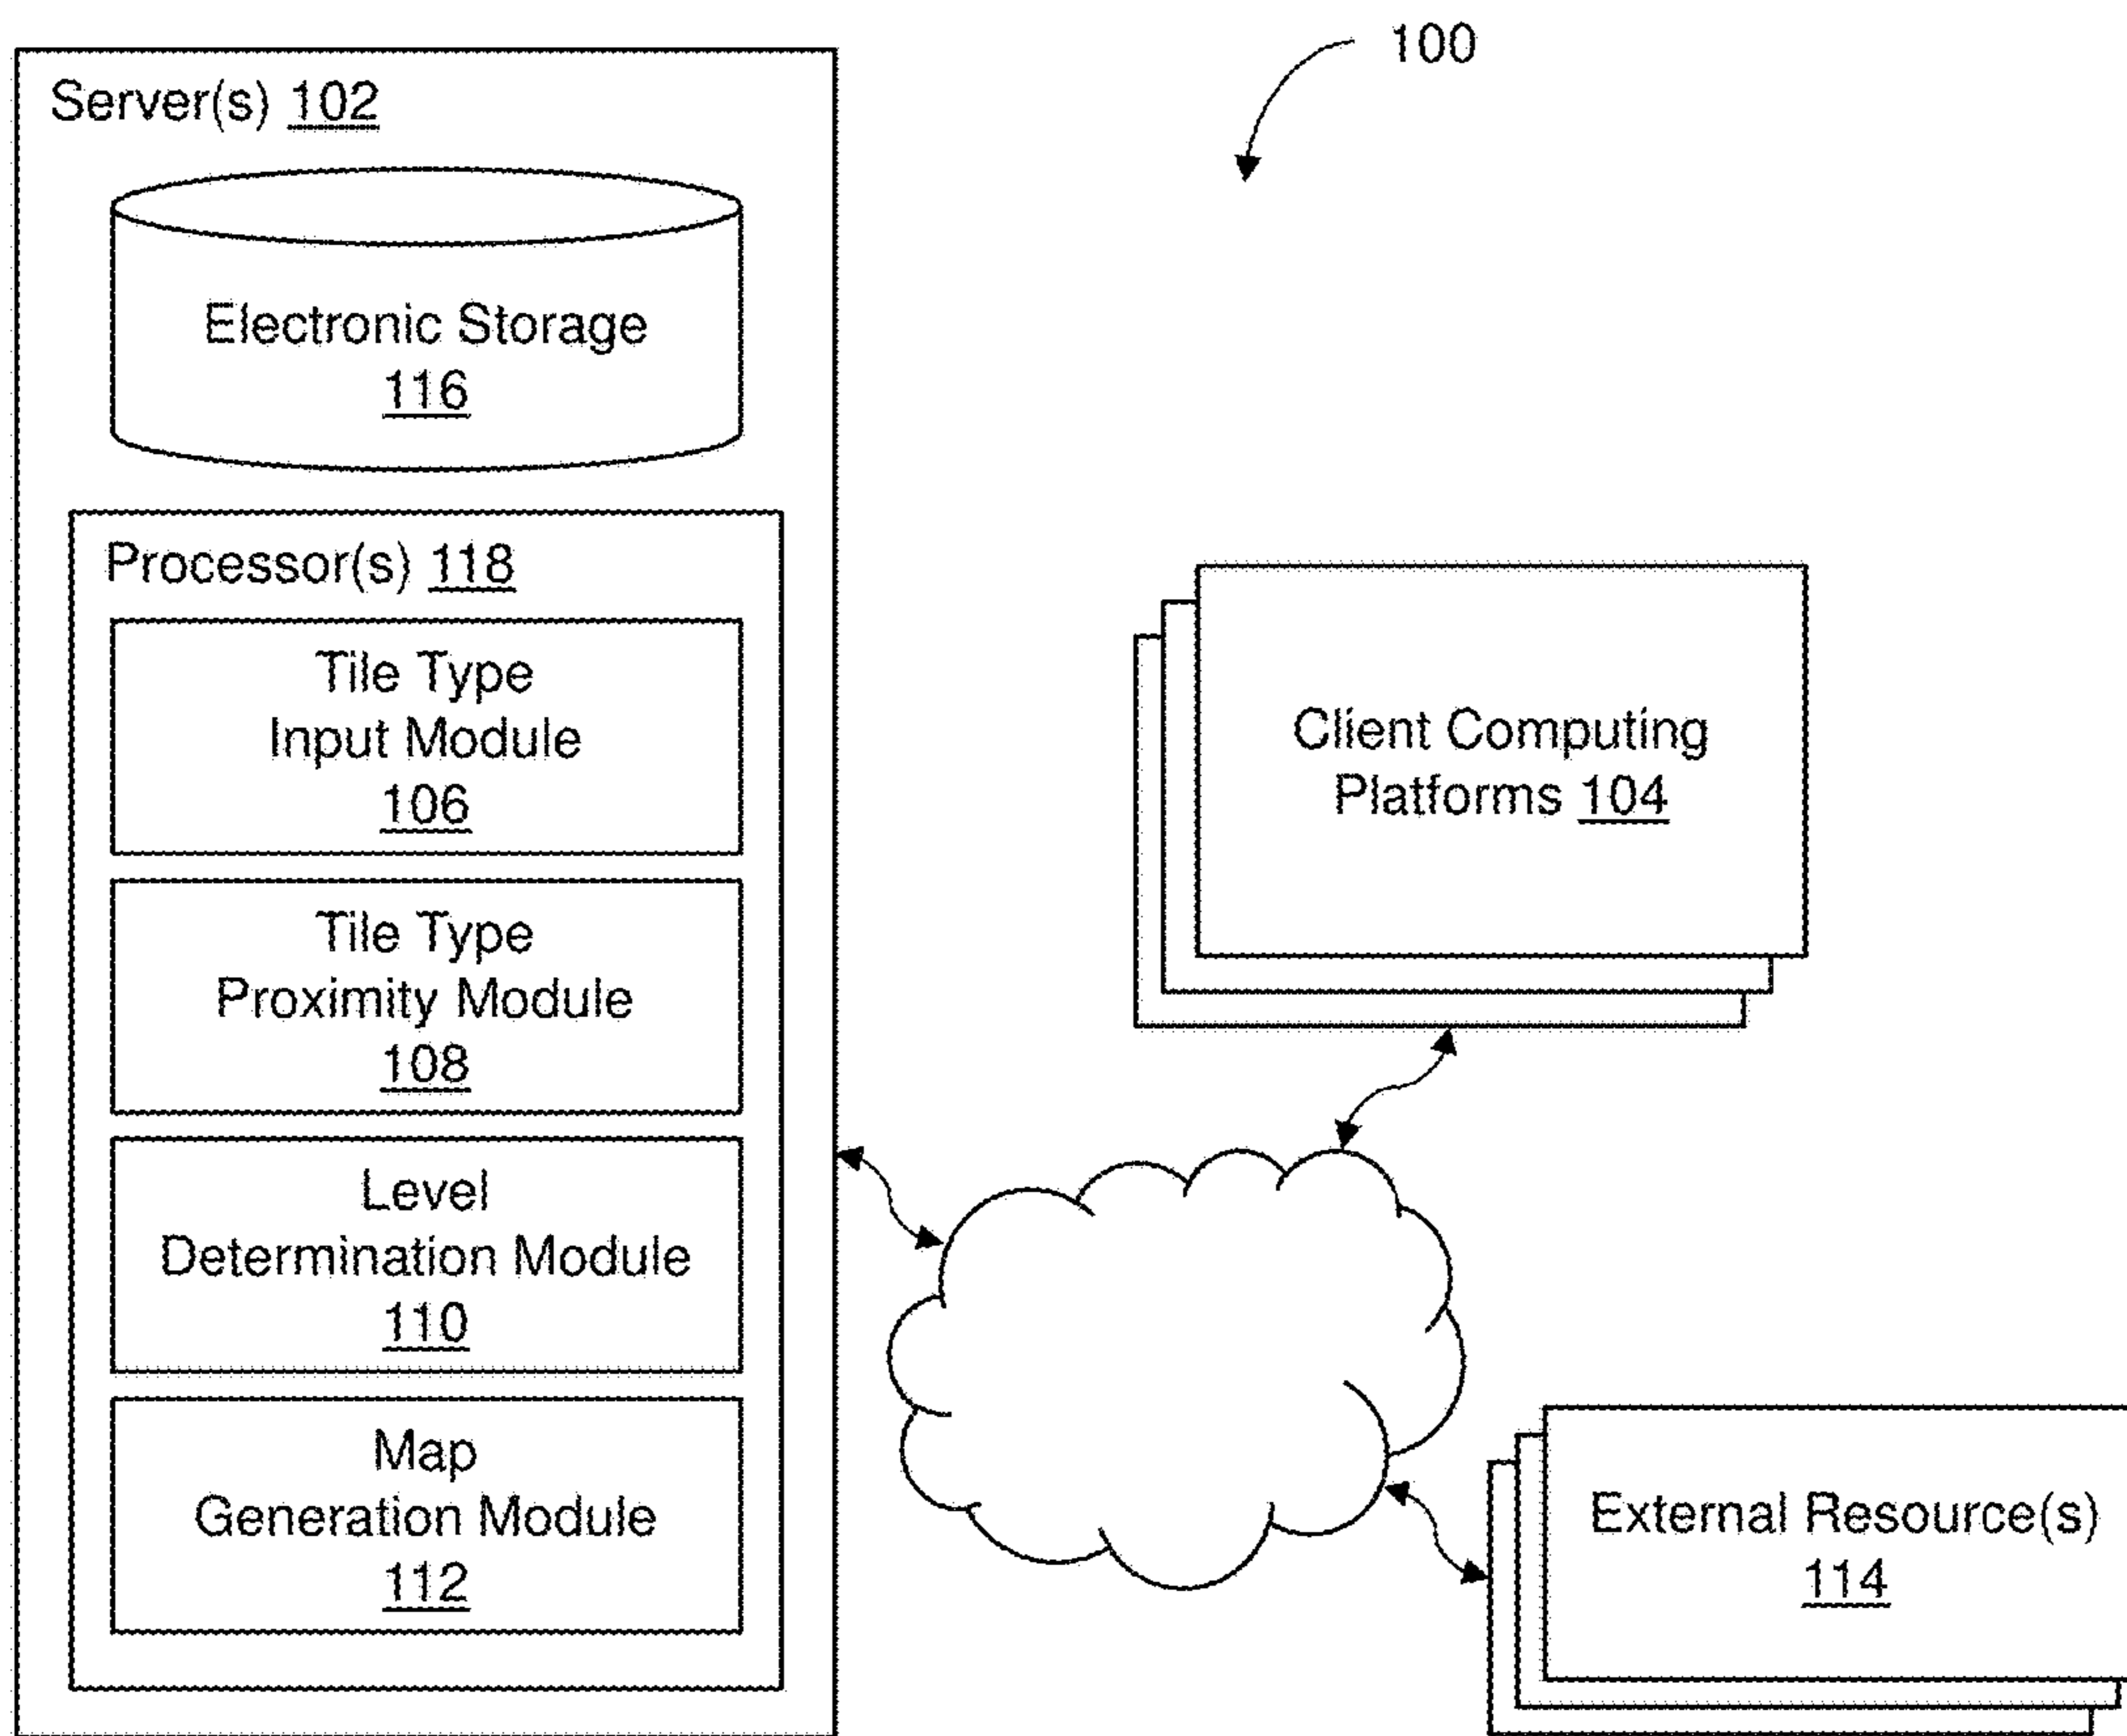 100
Server(s) 102
Electronic Storage
116
Processor(s) 118
Tile Type
Input Module
106
Tile Type
Proximity Module
108
Level
Determination Module
110
Map
Generation Module
112
Client Computing
Platforms 104
External Resource(s)
114